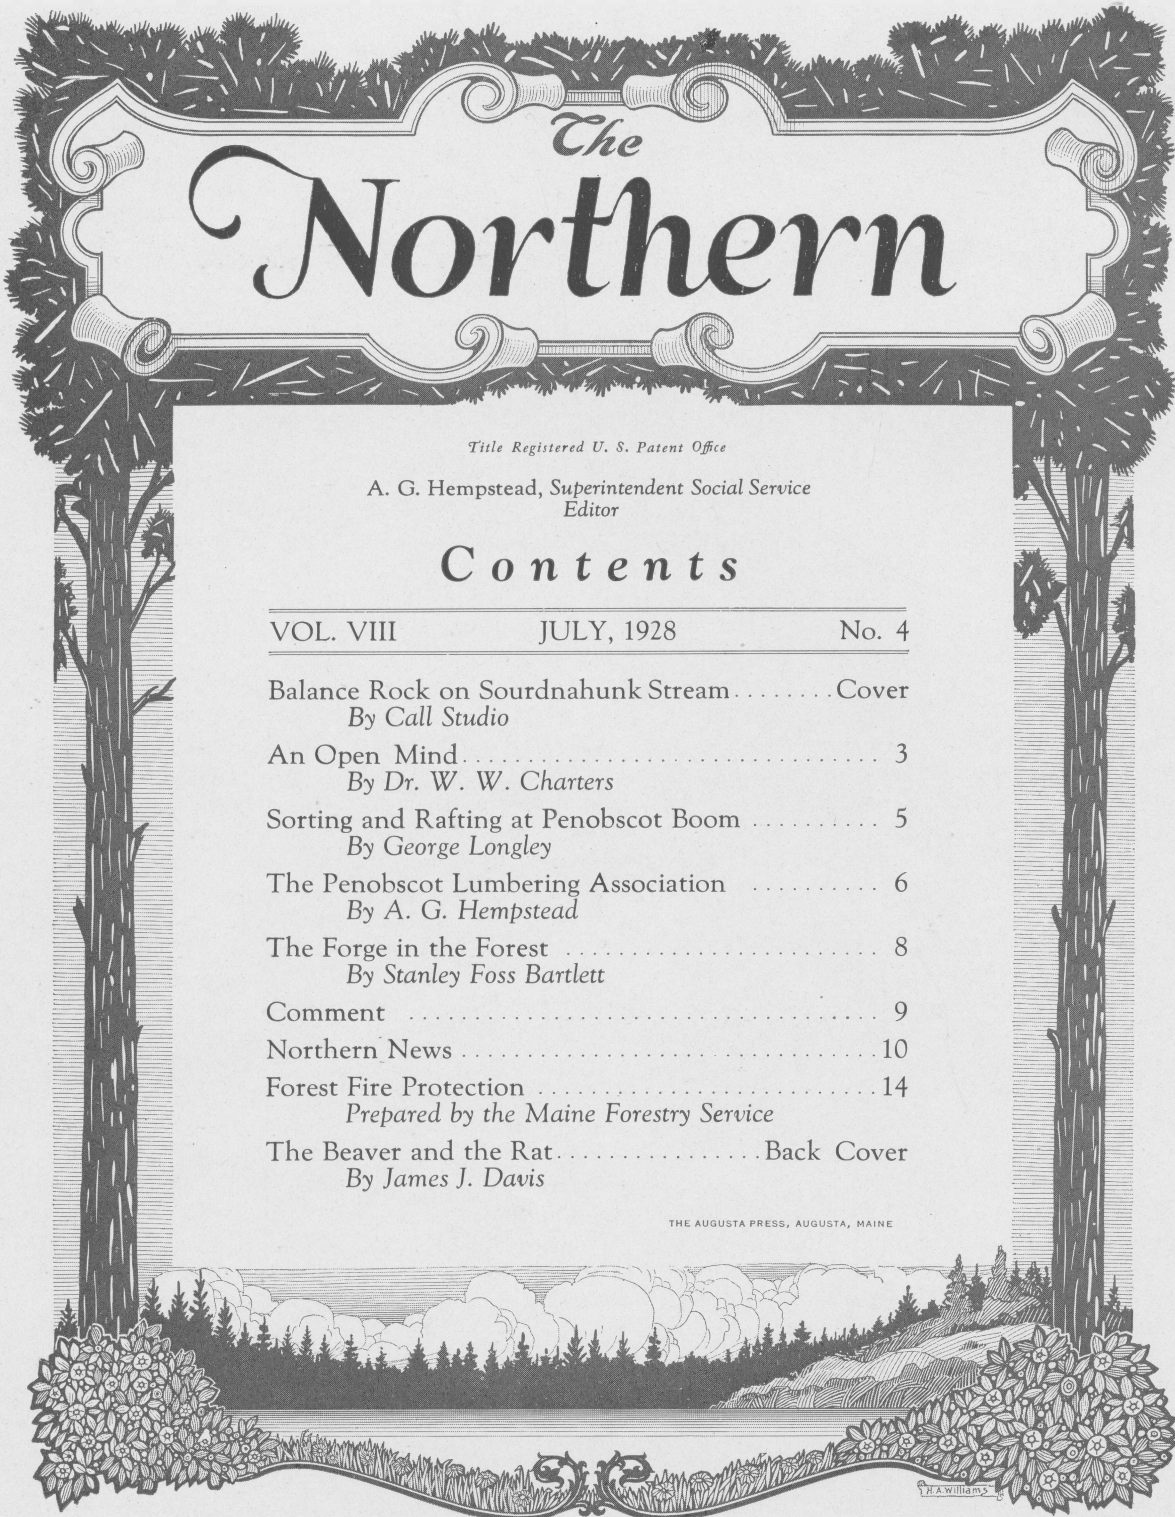 The
Northern
Title Registered U. S. Patent Office
A. G. Hempstead, Superintendent Social Service
Editor
Contents
VOL. VIII JULY, 1928 No. 4
Balance Rock on Sourdnahunk Stream ........ Cover
By Call Studio
An Open Mind ................................ 3
By Dr. W. W. Charters
Sorting and Rafting at Penobscot Boom .......... 5
By George Longley
The Penobscot Lumbering Association .......... 6
By A. G. Hempstead
The Forge in the Forest ........................ 8
By Stanley Foss Bartlett
Comment .................................... 9
Northern News ................................ 10
Forest Fire Protection .......................... 14
Prepared by the Maine Forestry Service
The Beaver and the Rat ................ Back Cover
By James J. Davis
THE AUGUSTA PRESS, AUGUSTA, MAINE
H.A.Williams